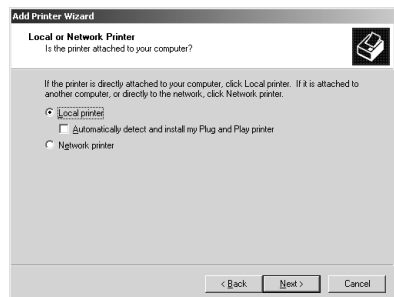 Add Printer Wizard
Local or Network Printer
Is the printer attached to your computer?
If the printer is directly attached to your computer, click Local printer. If it is attached to
another computer, or directly to the network, click Network printer.
Local printer
Automatically detect and install my Plug and Play printer
Network printer
< Back Next > Cancel